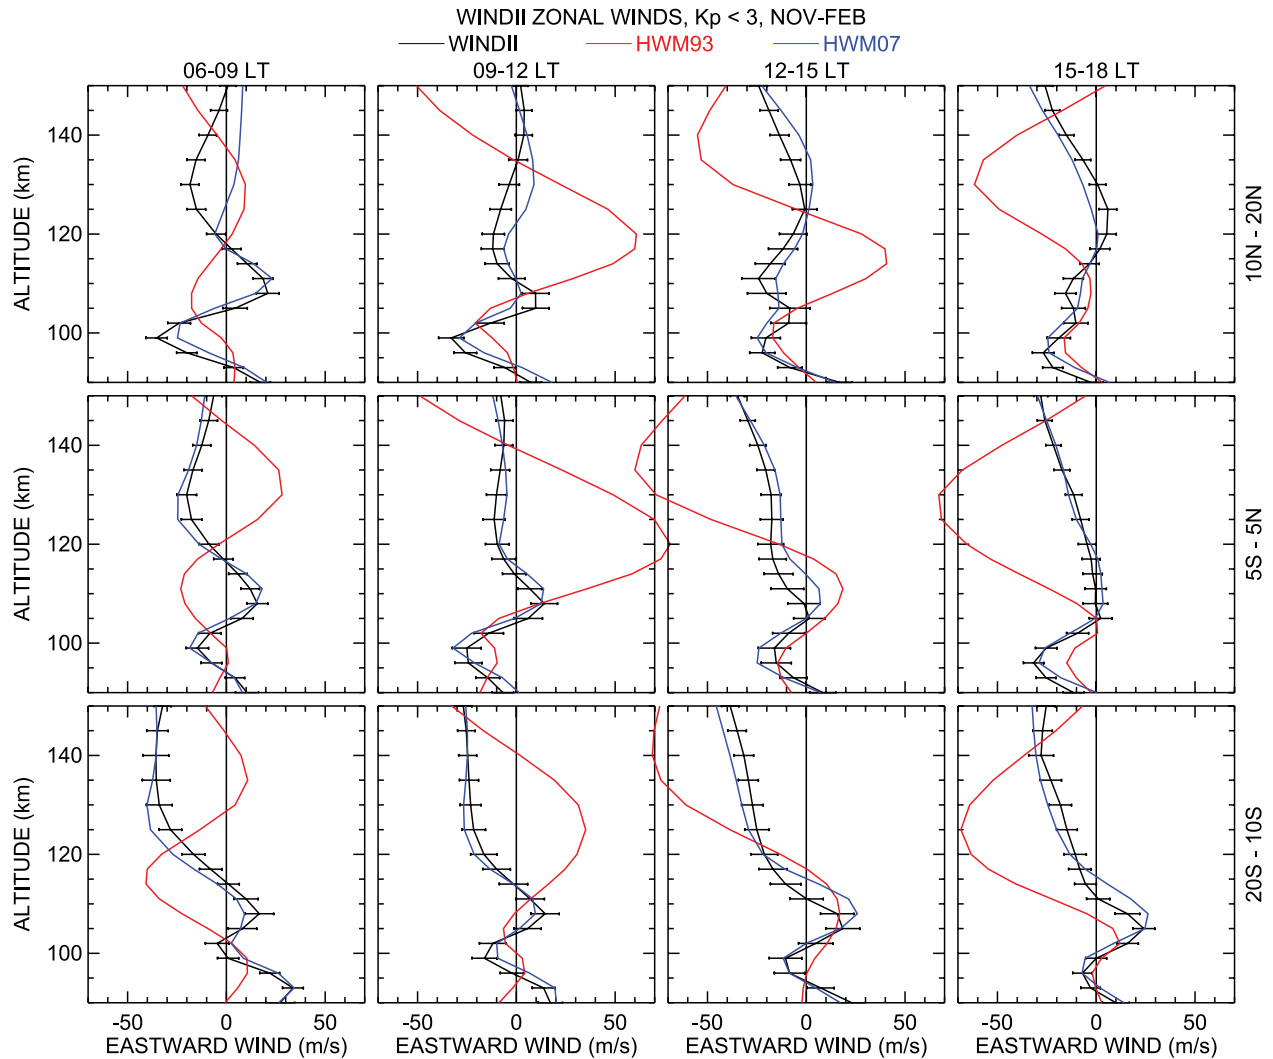 WINDII ZONAL WINDS, Kp < 3, NOV-FEB
WINDII HWM93 HWM07
06-09 LT 09-12 LT 12-15 LT 15-18 LT
ALTITUDE (km)
140
120
100
10N - 20N
ALTITUDE (km)
140
120
100
5S - 5N
ALTITUDE (km)
140
120
100
20S - 10S
-50 0 50 -50 0 50 -50 0 50 -50 0 50
EASTWARD WIND (m/s) EASTWARD WIND (m/s) EASTWARD WIND (m/s) EASTWARD WIND (m/s)